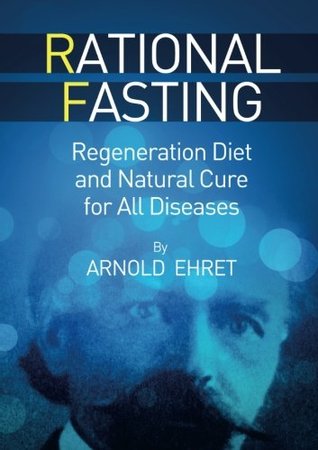 RATIONAL
FASTING
Regeneration Diet
and Natural Cure
for All Diseases
By
ARNOLD EHRET